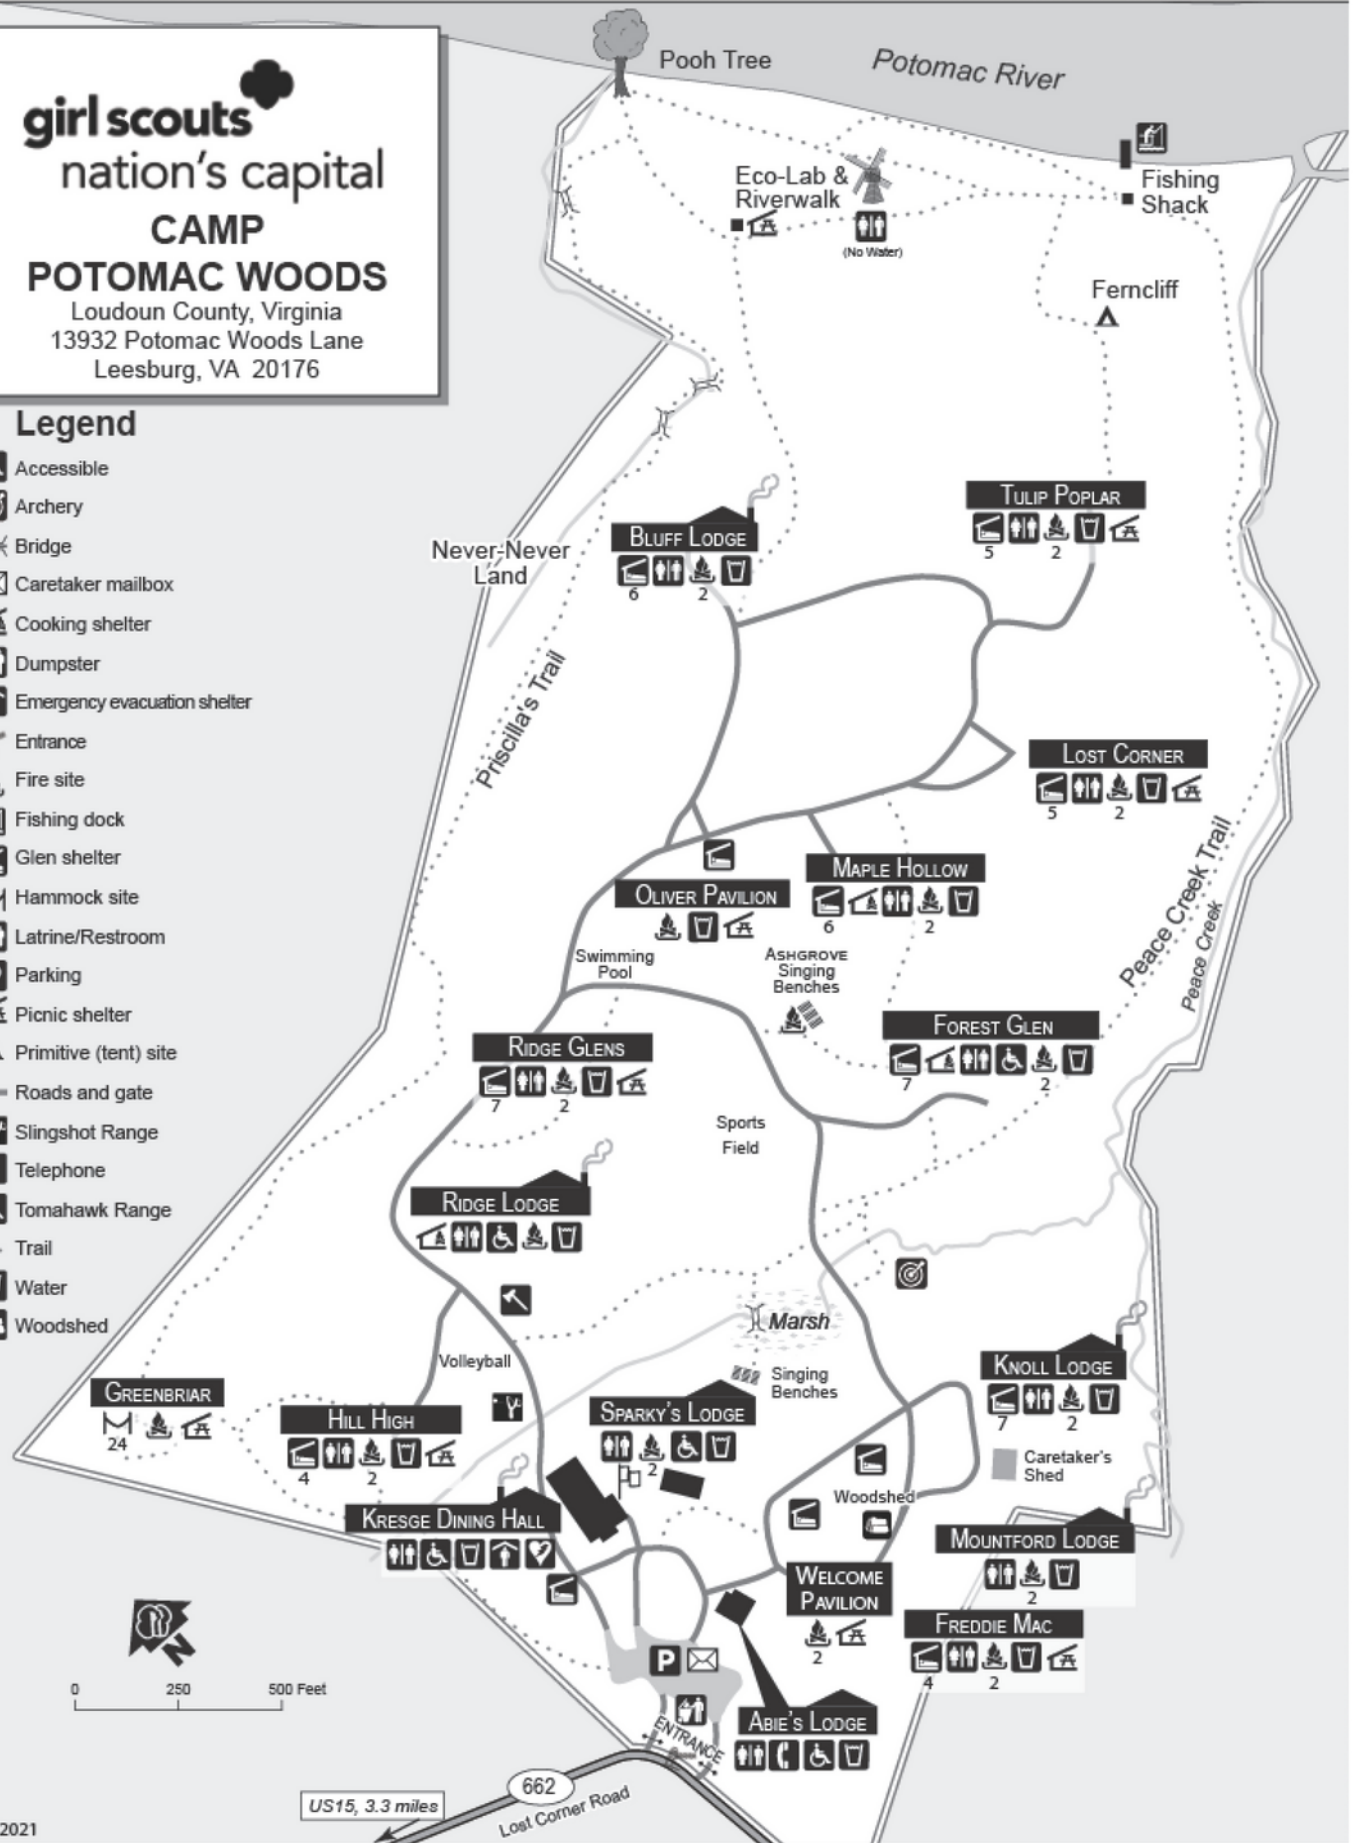 Pooh Tree
Potomac River
girl scouts
nation's capital
CAMP
POTOMAC WOODS
Loudoun County, Virginia
13932 Potomac Woods Lane
Leesburg, VA 20176
Eco-Lab &
Riverwalk
(No Water)
Fishing
Shack
Ferncliff
Legend
Accessible
Archery
Bridge
Caretaker mailbox
Cooking shelter
Dumpster
Emergency evacuation shelter
Entrance
Fire site
Fishing dock
Glen shelter
Hammock site
Latrine/Restroom
Parking
Picnic shelter
Primitive (tent) site
Roads and gate
Slingshot Range
Telephone
Tomahawk Range
Trail
Water
Woodshed
TULIP POPLAR
5 2
BLUFF LODGE
6 2
Never-Never
Land
Priscilla's Trail
LOST CORNER
5 2
MAPLE HOLLOW
6 2
OLIVER PAVILION
Peace Creek Trail
Peace Creek
Swimming
Pool
ASHGROVE
Singing
Benches
FOREST GLEN
7 2
RIDGE GLENS
7 2
Sports
Field
RIDGE LODGE
Marsh
Volleyball
Singing
Benches
KNOLL LODGE
7 2
GREENBRIAR
24
HILL HIGH
4 2
SPARKY'S LODGE
2
Caretaker's
Shed
Woodshed
KRESGE DINING HALL
MOUNTFORD LODGE
2
WELCOME
PAVILION
2
FREDDIE MAC
4 2
N
P
0 250 500 Feet
ABIE'S LODGE
ENTRANCE
662
US15, 3.3 miles
Lost Corner Road
2021